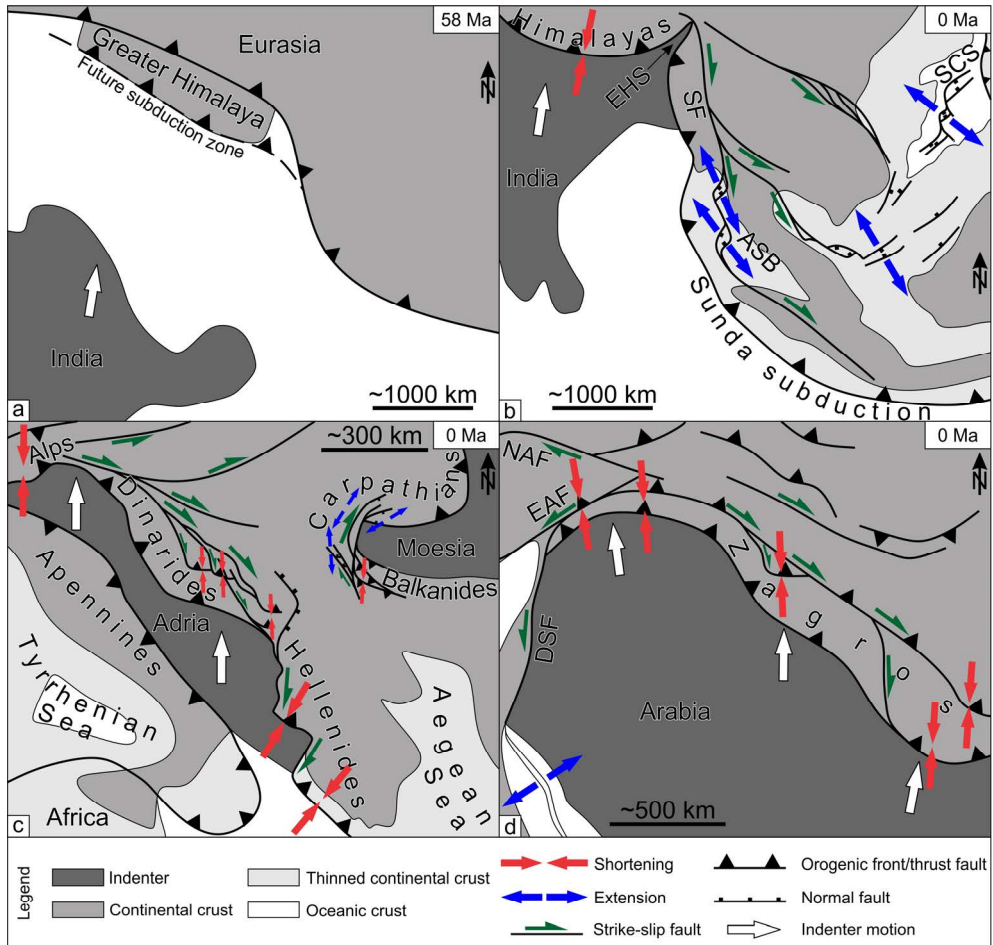 58 Ma
Eurasia
Greater Himalaya
Future subduction zone
N
India
~1000 km
a
0 Ma
Himalayas
EHS
SF
SCS
India
ASB
N
Sunda subduction
~1000 km
b
0 Ma
~300 km
N
Alps
Dinarides
Carpathians
Moesia
Balkanides
Apennines
Adria
Hellenides
Tyrrhenian
Sea
Aegean
Sea
Africa
c
0 Ma
N
NAF
EAF
Zagros
DSF
Arabia
~500 km
d
Legend
Indenter
Continental crust
Thinned continental crust
Oceanic crust
Shortening
Extension
Strike-slip fault
Orogenic front/thrust fault
Normal fault
Indenter motion